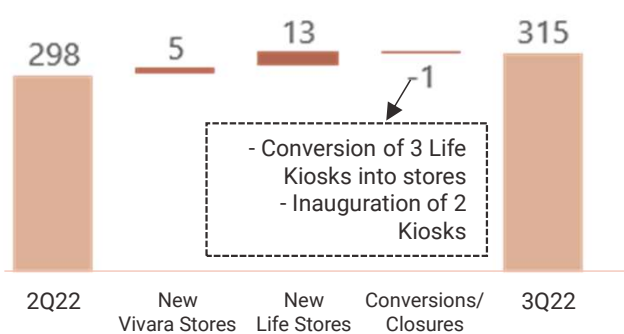 298
5
13
-1
315
- Conversion of 3 Life
Kiosks into stores
- Inauguration of 2
Kiosks
2Q22
New
Vivara Stores
New
Life Stores
Conversions/
Closures
3Q22